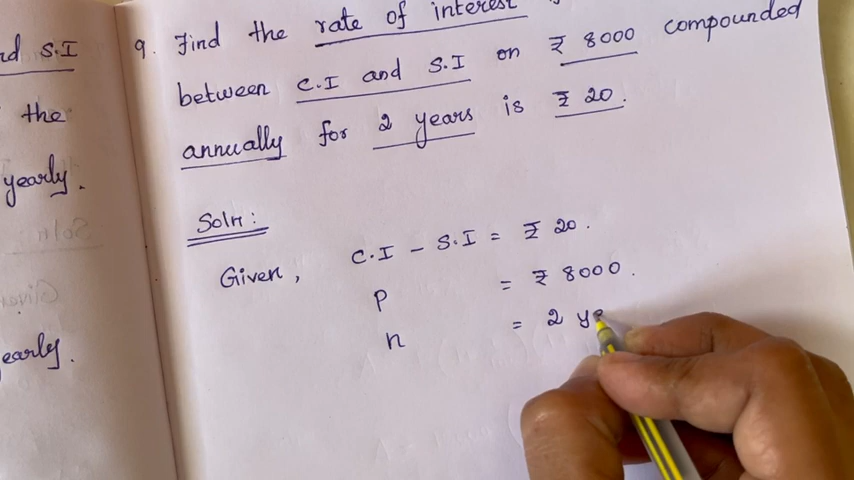 nd S.I
the
yearly.
early.
9. Find the rate of interest
between C.I and S.I on ₹ 8000 compounded
annually for 2 years is ₹ 20.
Soln:
Given, C.I - S.I = ₹ 20.
P = ₹ 8000.
n = 2 ye